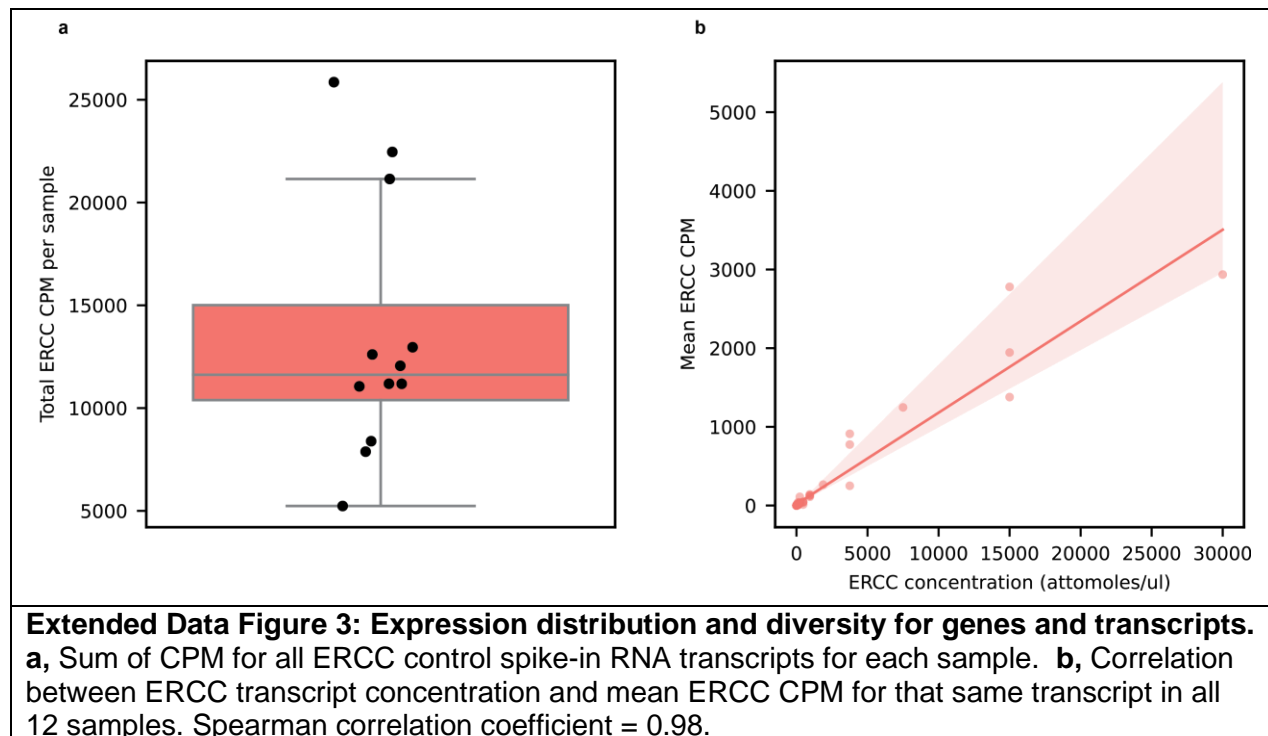 a
b
25000
20000
15000
10000
5000
Total ERCC CPM per sample
5000
4000
3000
2000
1000
0
Mean ERCC CPM
0 5000 10000 15000 20000 25000 30000
ERCC concentration (attomoles/ul)
Extended Data Figure 3: Expression distribution and diversity for genes and transcripts.
a, Sum of CPM for all ERCC control spike-in RNA transcripts for each sample. b, Correlation
between ERCC transcript concentration and mean ERCC CPM for that same transcript in all
12 samples. Spearman correlation coefficient = 0.98.